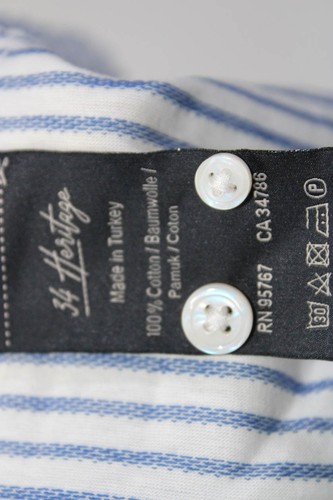 34 Heritage
Made in Turkey
100% Cotton / Baumwolle /
Pamuk / Coton
RN 95767 CA 34786
30 P